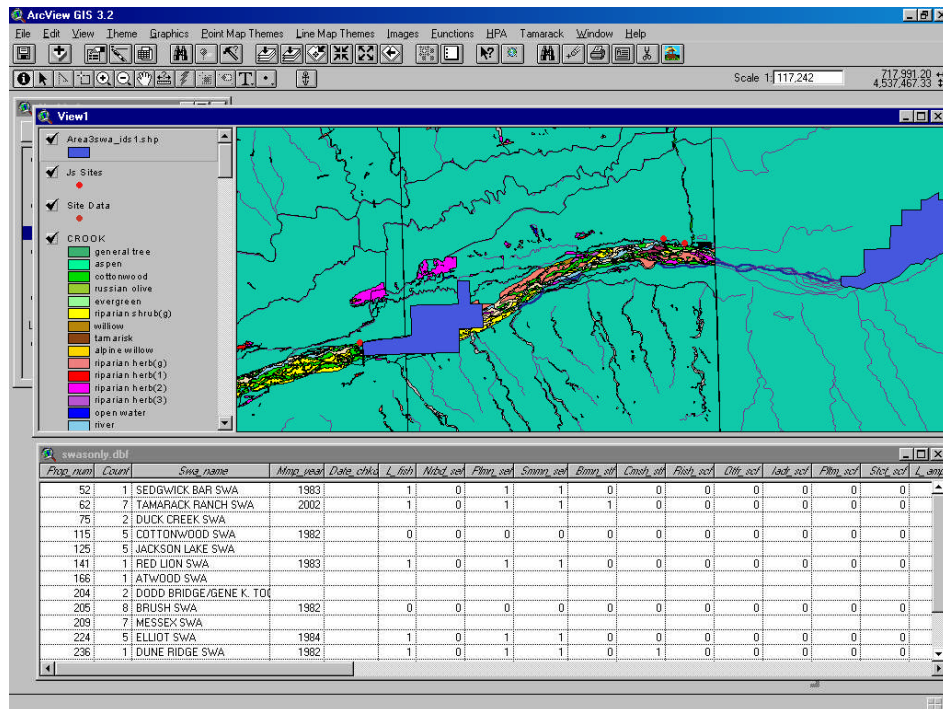 ArcView GIS 3.2
File Edit View Theme Graphics Point Map Themes Line Map Themes Images Functions HPA Tamarack Window Help
Scale 1: 117,242
717,991.20
4,537,467.33
View1
Area3swa_ids1.shp
Js Sites
Site Data
CROOK
general tree
aspen
cottonwood
russian olive
evergreen
riparian shrub(g)
williow
tamarisk
alpine willow
riparian herb(g)
riparian herb(1)
riparian herb(2)
riparian herb(3)
open water
river
swasonly.dbf
Prop_num Count Swa_name Mmp_year Date_chkd L_fish Nrbd_sef Plmn_sef Smmn_sef Brmn_stf Cmsh_stf Rish_scf Ottr_scf Iadr_scf Pltm_scf Stct_scf L_amp
52 1 SEDGWICK BAR SWA 1983 1 0 1 1 0 0 0 0 0 0 0
62 7 TAMARACK RANCH SWA 2002 1 0 1 1 1 0 0 0 0 0 0
75 2 DUCK CREEK SWA
115 5 COTTONWOOD SWA 1982 0 0 0 0 0 0 0 0 0 0 0
125 5 JACKSON LAKE SWA
141 1 RED LION SWA 1983 1 0 1 1 0 0 0 0 0 0 0
166 1 ATWOOD SWA
204 2 DODD BRIDGE/GENE K. TO
205 8 BRUSH SWA 1982 0 0 0 0 0 0 0 0 0 0 0
209 7 MESSEX SWA
224 5 ELLIOT SWA 1984 1 0 1 1 0 0 0 0 0 0 0
236 1 DUNE RIDGE SWA 1982 1 0 1 1 0 1 0 0 0 0 0